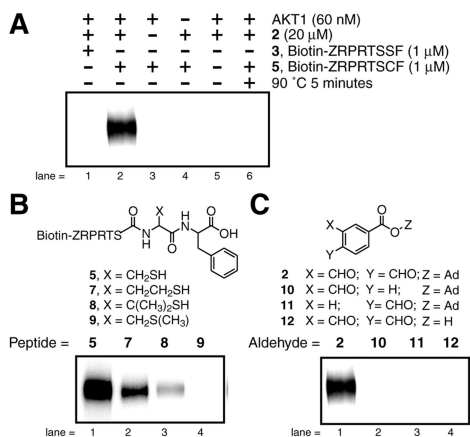 A
+ + + − + + AKT1 (60 nM)
+ + − + + + 2 (20 μM)
+ − − − − − 3, Biotin-ZRPRTSSF (1 μM)
− + + + − + 5, Biotin-ZRPRTSCF (1 μM)
− − − − − + 90 ˚C 5 minutes
lane = 1 2 3 4 5 6
B
O X H N O OH
Biotin-ZRPRTS N H O
5, X = CH₂SH
7, X = CH₂CH₂SH
8, X = C(CH₃)₂SH
9, X = CH₂S(CH₃)
Peptide = 5 7 8 9
lane = 1 2 3 4
C
X Y O O Z
2 X = CHO; Y = CHO; Z = Ad
10 X = CHO; Y= H; Z = Ad
11 X = H; Y= CHO; Z = Ad
12 X = CHO; Y= CHO; Z = H
Aldehyde = 2 10 11 12
lane = 1 2 3 4